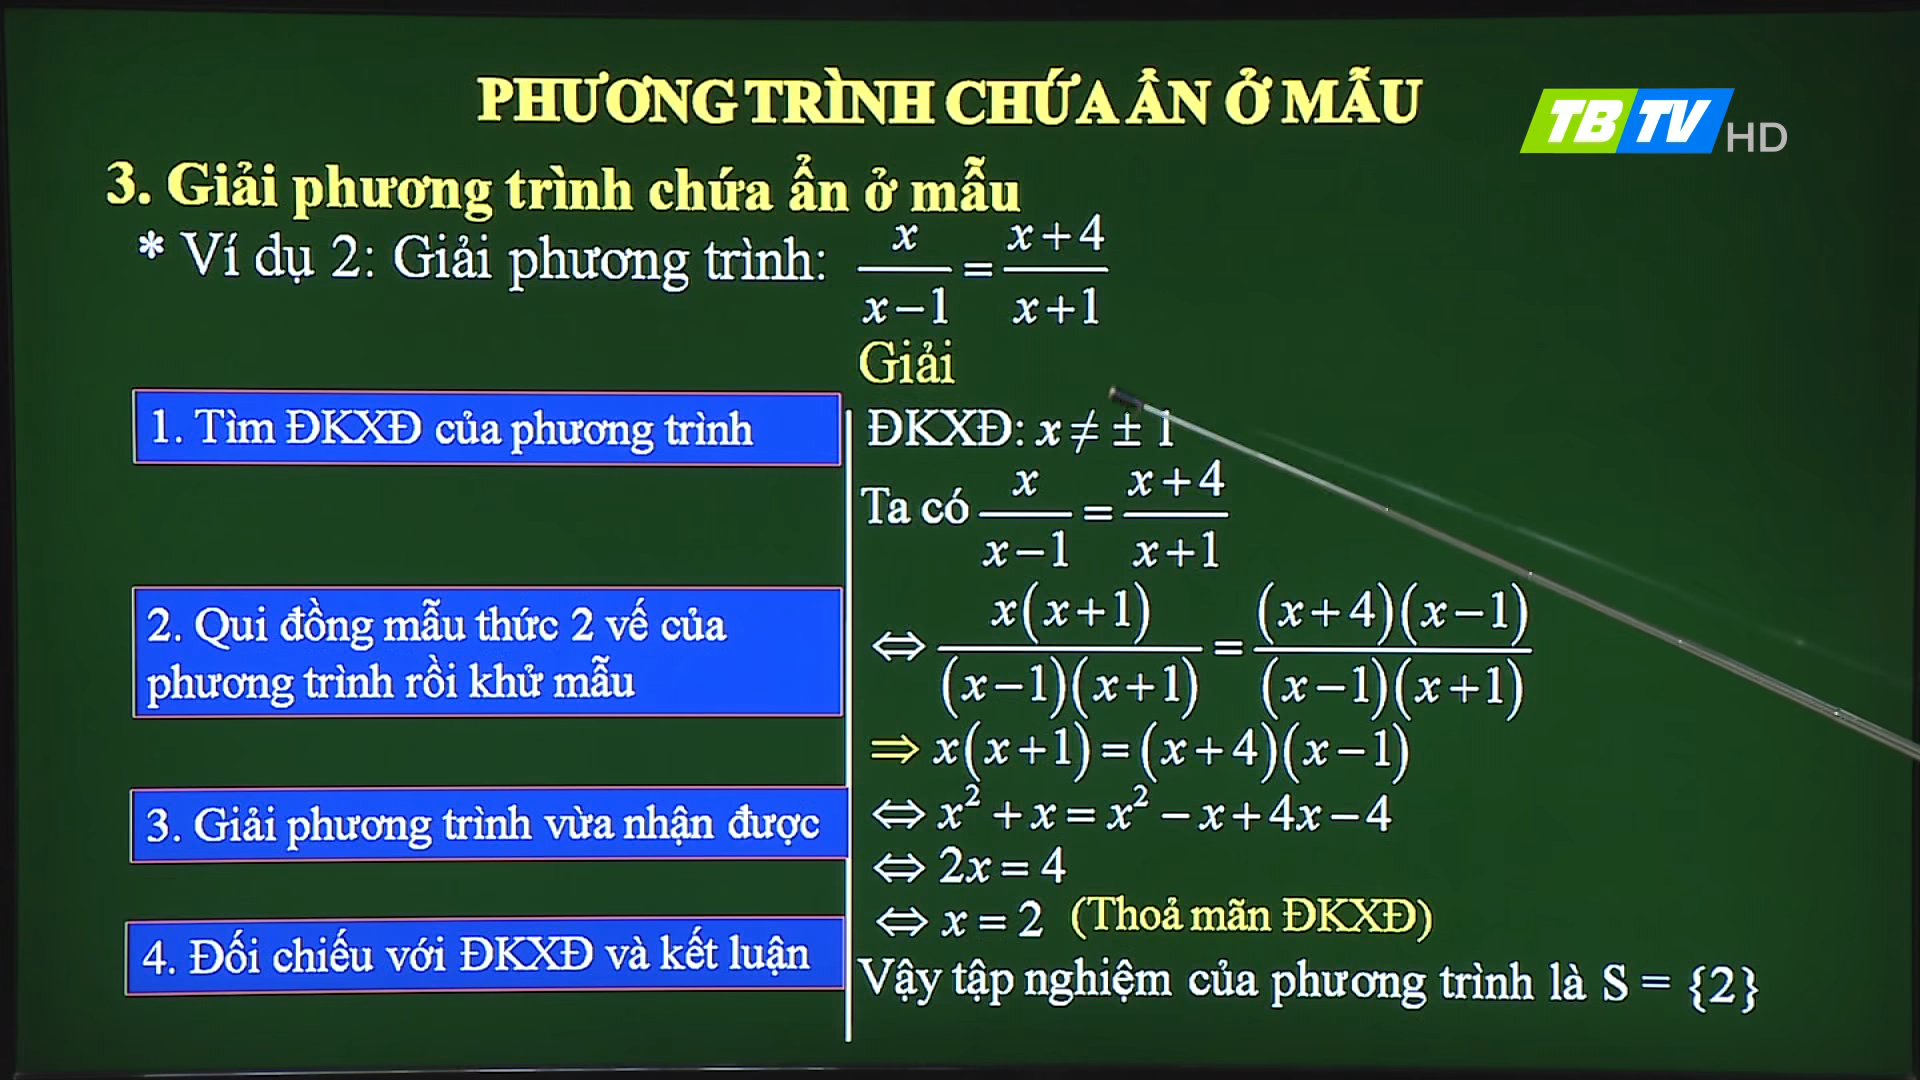 PHƯƠNG TRÌNH CHỨA ẨN Ở MẪU
TBTV HD
3. Giải phương trình chứa ẩn ở mẫu
* Ví dụ 2: Giải phương trình: x/(x−1) = (x+4)/(x+1)
Giải
1. Tìm ĐKXĐ của phương trình
ĐKXĐ: x ≠ ± 1
Ta có x/(x−1) = (x+4)/(x+1)
2. Qui đồng mẫu thức 2 vế của
phương trình rồi khử mẫu
⇔ x(x+1)/((x−1)(x+1)) = (x+4)(x−1)/((x−1)(x+1))
⇒ x(x+1) = (x+4)(x−1)
3. Giải phương trình vừa nhận được
⇔ x² + x = x² − x + 4x − 4
⇔ 2x = 4
⇔ x = 2 (Thoả mãn ĐKXĐ)
4. Đối chiếu với ĐKXĐ và kết luận
Vậy tập nghiệm của phương trình là S = {2}